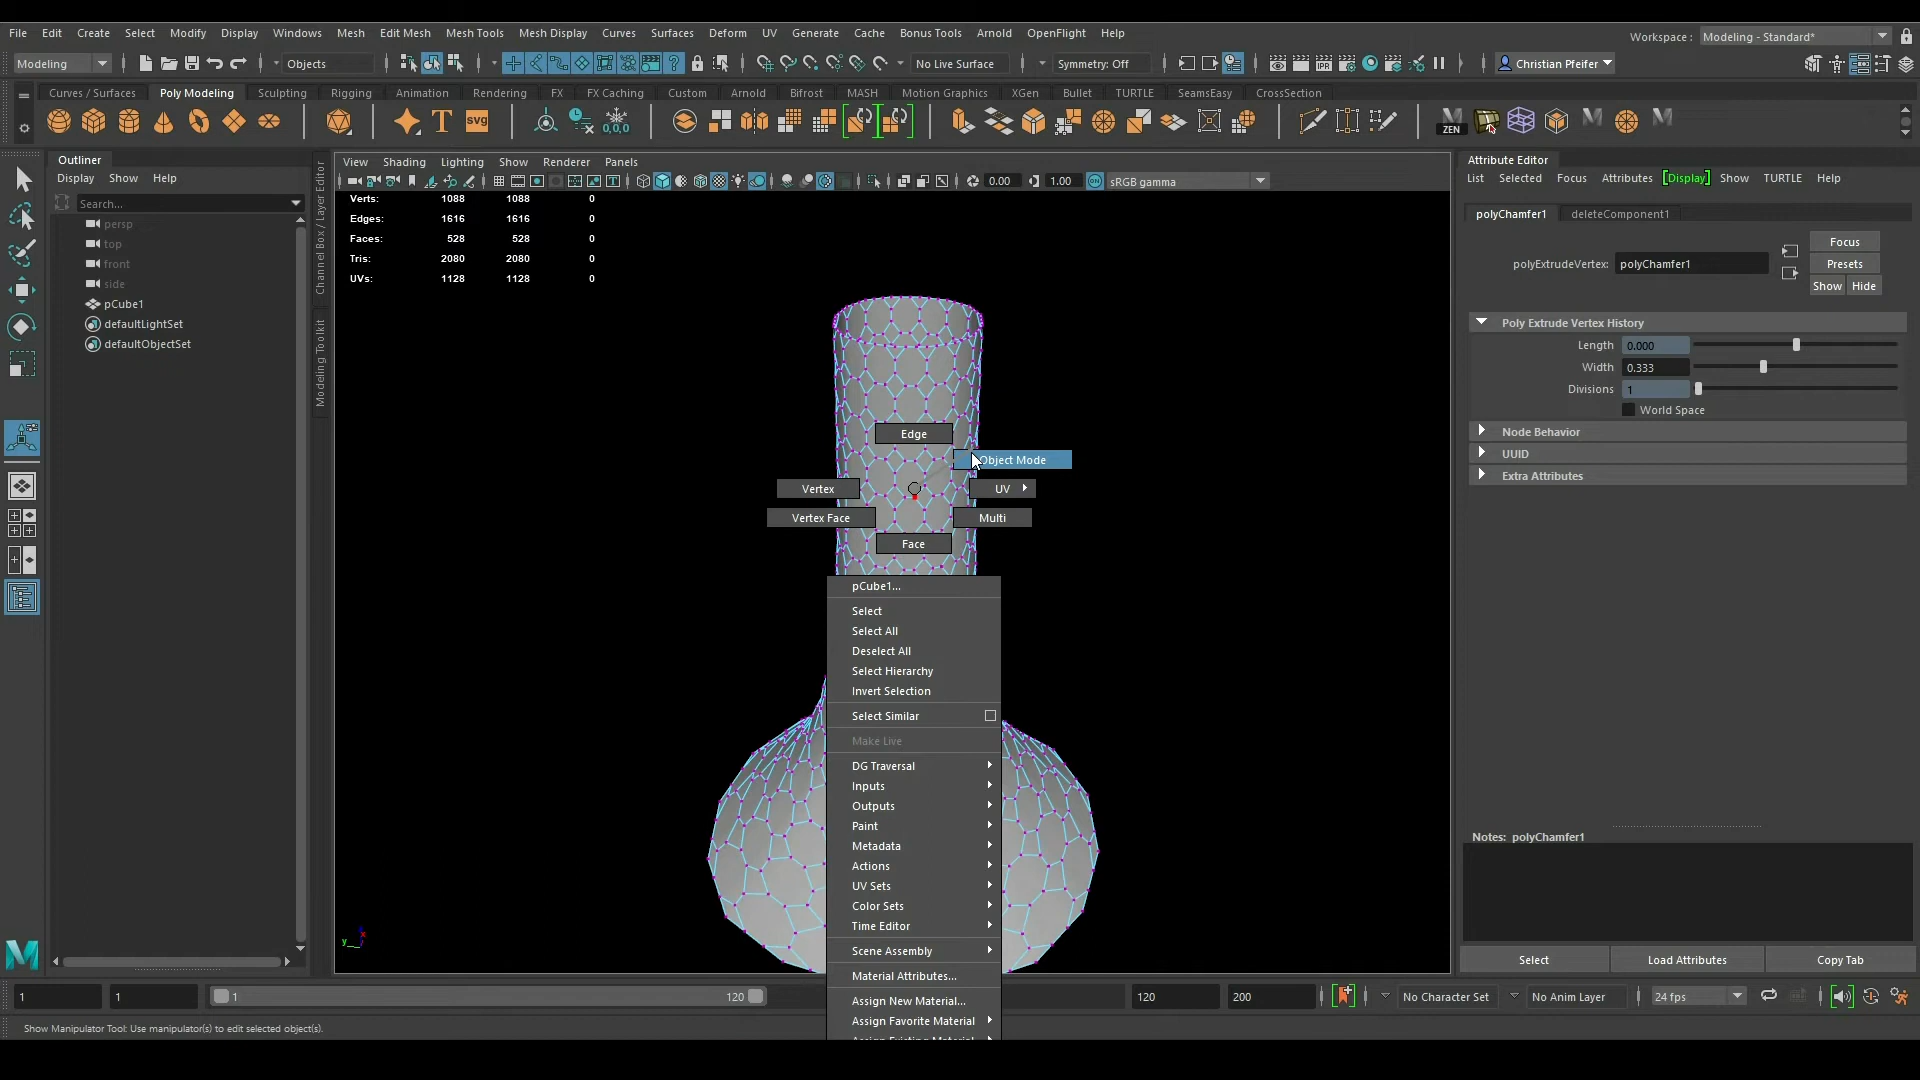 File Edit Create Select Modify Display Windows Mesh Edit Mesh Mesh Tools Mesh Display Curves Surfaces Deform UV Generate Cache Bonus Tools Arnold OpenFlight Help
Workspace : Modeling - Standard*
Modeling Objects No Live Surface Symmetry: Off Christian Pfeifer
Curves / Surfaces Poly Modeling Sculpting Rigging Animation Rendering FX FX Caching Custom Arnold Bifrost MASH Motion Graphics XGen Bullet TURTLE SeamsEasy CrossSection
T svg 0,0,0 ZEN
Outliner
Display Show Help
Search...
persp
top
front
side
pCube1
defaultLightSet
defaultObjectSet
Channel Box / Layer Editor
Modeling Toolkit
View Shading Lighting Show Renderer Panels
0.00 1.00 sRGB gamma
Verts: 1088 1088 0
Edges: 1616 1616 0
Faces: 528 528 0
Tris: 2080 2080 0
UVs: 1128 1128 0
Edge
Object Mode
Vertex
UV
Vertex Face
Multi
Face
pCube1...
Select
Select All
Deselect All
Select Hierarchy
Invert Selection
Select Similar
Make Live
DG Traversal
Inputs
Outputs
Paint
Metadata
Actions
UV Sets
Color Sets
Time Editor
Scene Assembly
Material Attributes...
Assign New Material...
Assign Favorite Material
y x
Attribute Editor
List Selected Focus Attributes [Display] Show TURTLE Help
polyChamfer1 deleteComponent1
Focus
polyExtrudeVertex: polyChamfer1
Presets
Show Hide
Poly Extrude Vertex History
Length 0.000
Width 0.333
Divisions 1
World Space
Node Behavior
UUID
Extra Attributes
Notes: polyChamfer1
Select Load Attributes Copy Tab
1 1 1 120 120 200 No Character Set No Anim Layer 24 fps
Show Manipulator Tool: Use manipulator(s) to edit selected object(s).